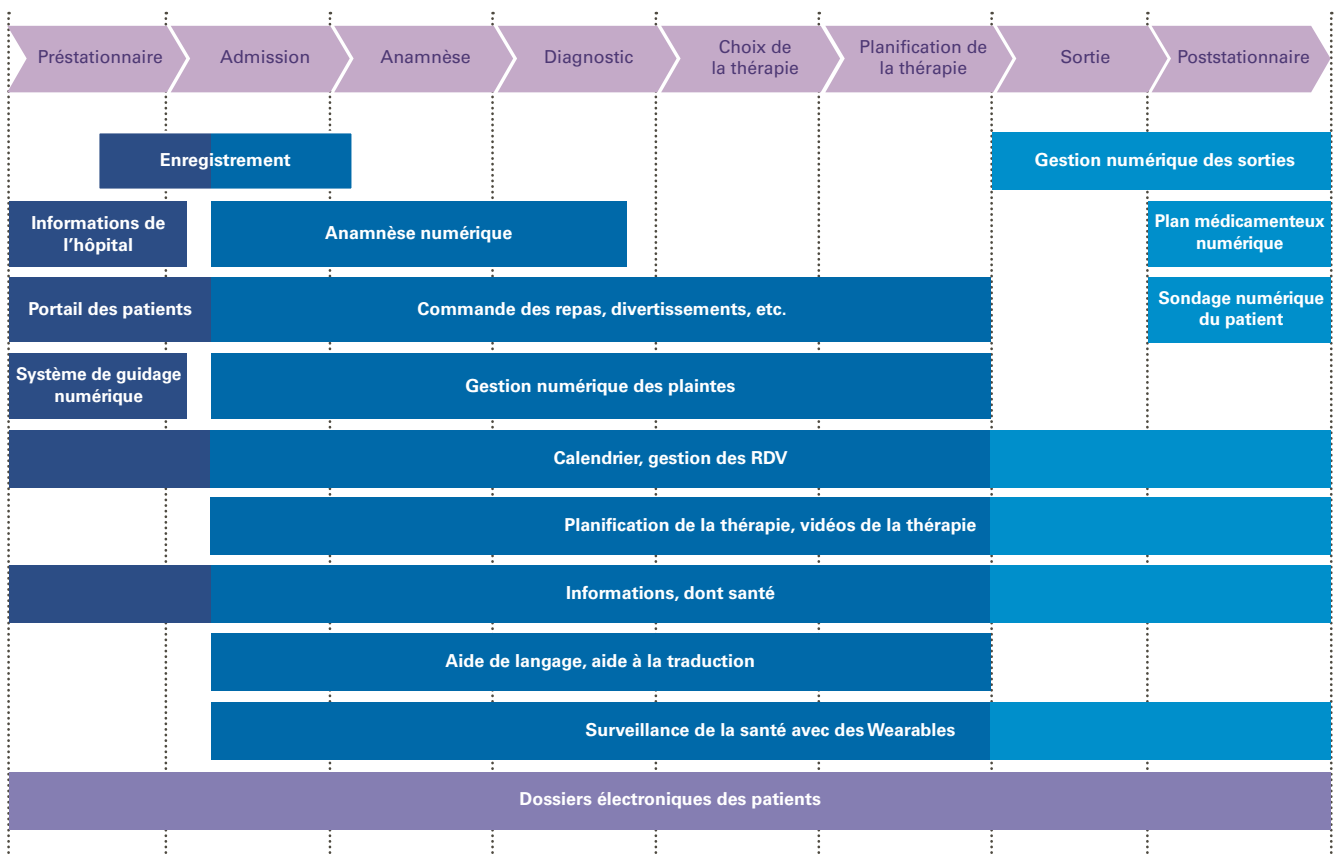 Préstationnaire
Admission
Anamnèse
Diagnostic
Choix de
la thérapie
Planification de
la thérapie
Sortie
Poststationnaire
Enregistrement
Gestion numérique des sorties
Informations de
l’hôpital
Anamnèse numérique
Plan médicamenteux
numérique
Portail des patients
Commande des repas, divertissements, etc.
Sondage numérique
du patient
Système de guidage
numérique
Gestion numérique des plaintes
Calendrier, gestion des RDV
Planification de la thérapie, vidéos de la thérapie
Informations, dont santé
Aide de langage, aide à la traduction
Surveillance de la santé avec des Wearables
Dossiers électroniques des patients